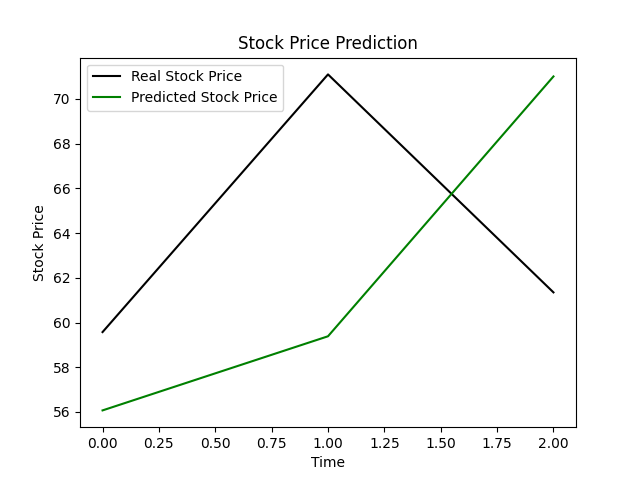 Stock Price Prediction
Real Stock Price
Predicted Stock Price
Stock Price
70
68
66
64
62
60
58
56
0.00 0.25 0.50 0.75 1.00 1.25 1.50 1.75 2.00
Time